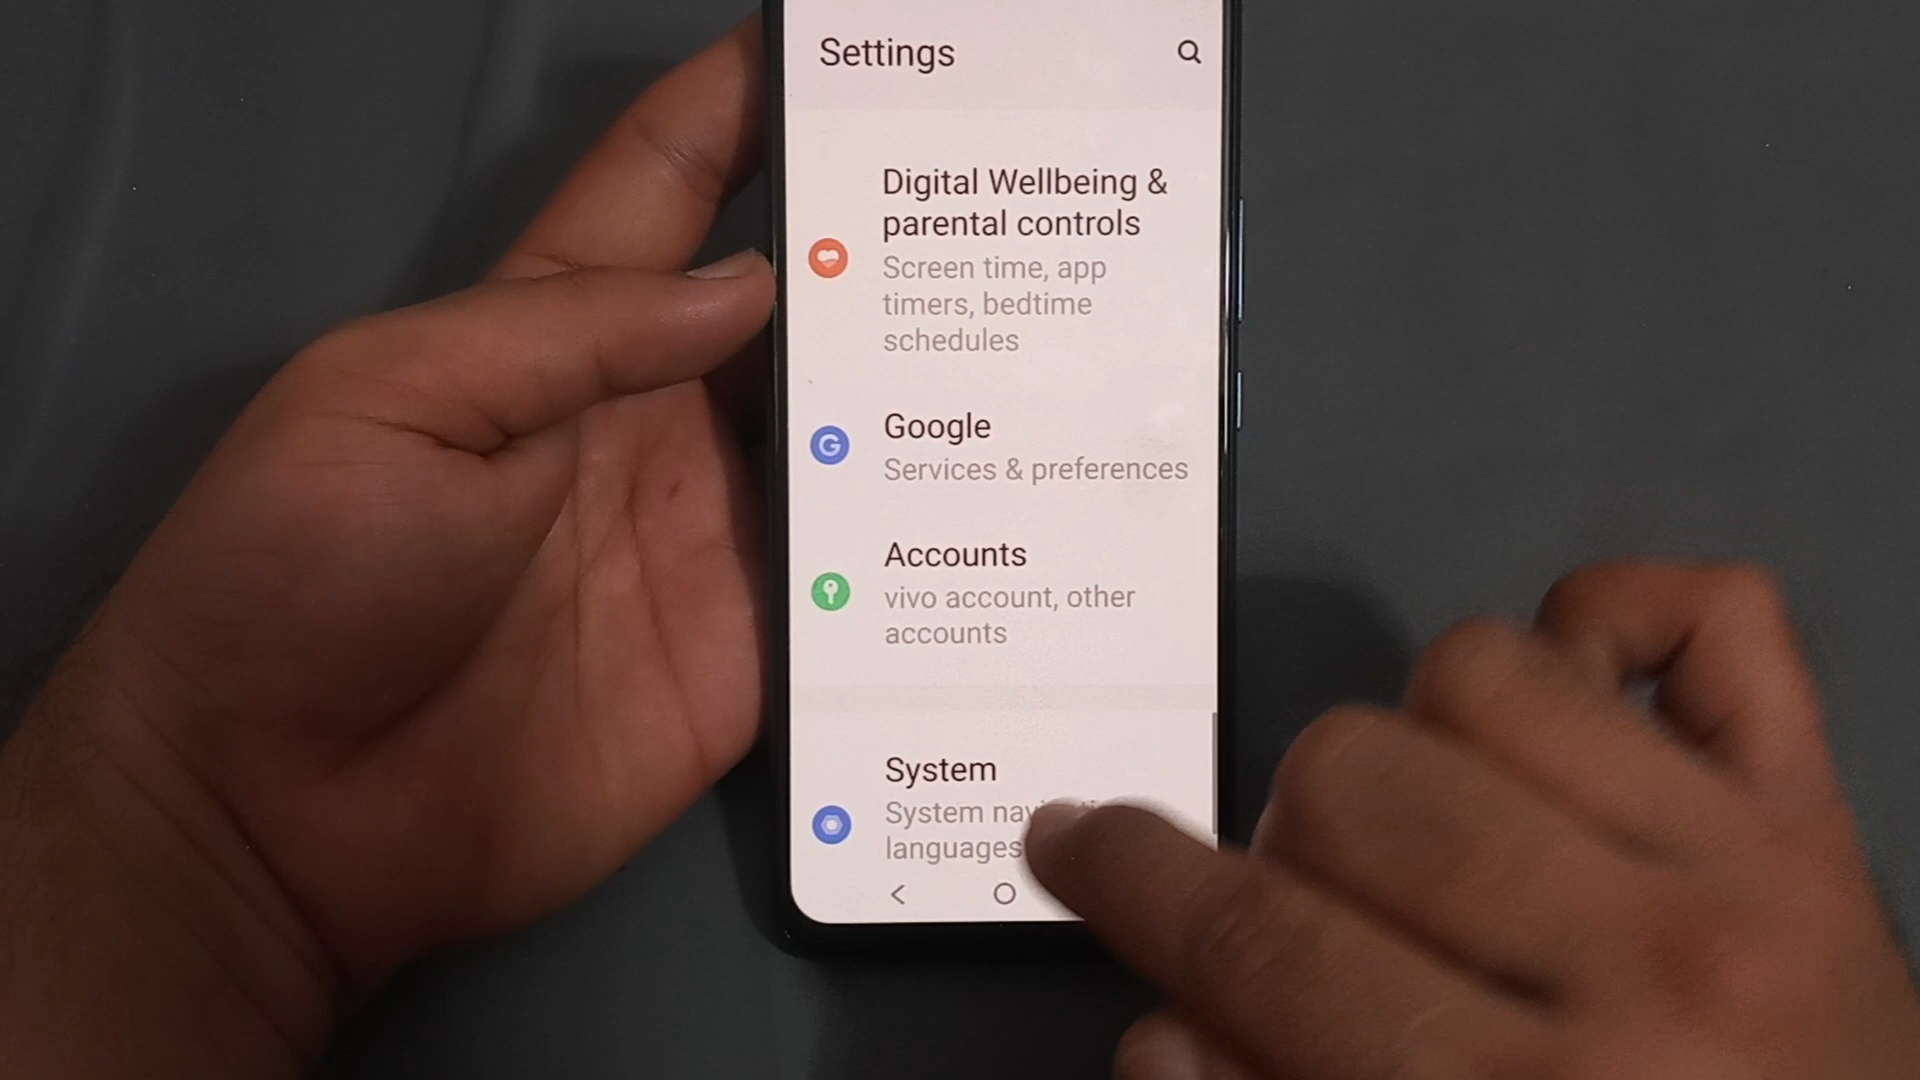 Settings
Digital Wellbeing &
parental controls
Screen time, app
timers, bedtime
schedules
G
Google
Services & preferences
Accounts
vivo account, other
accounts
System
System
languages